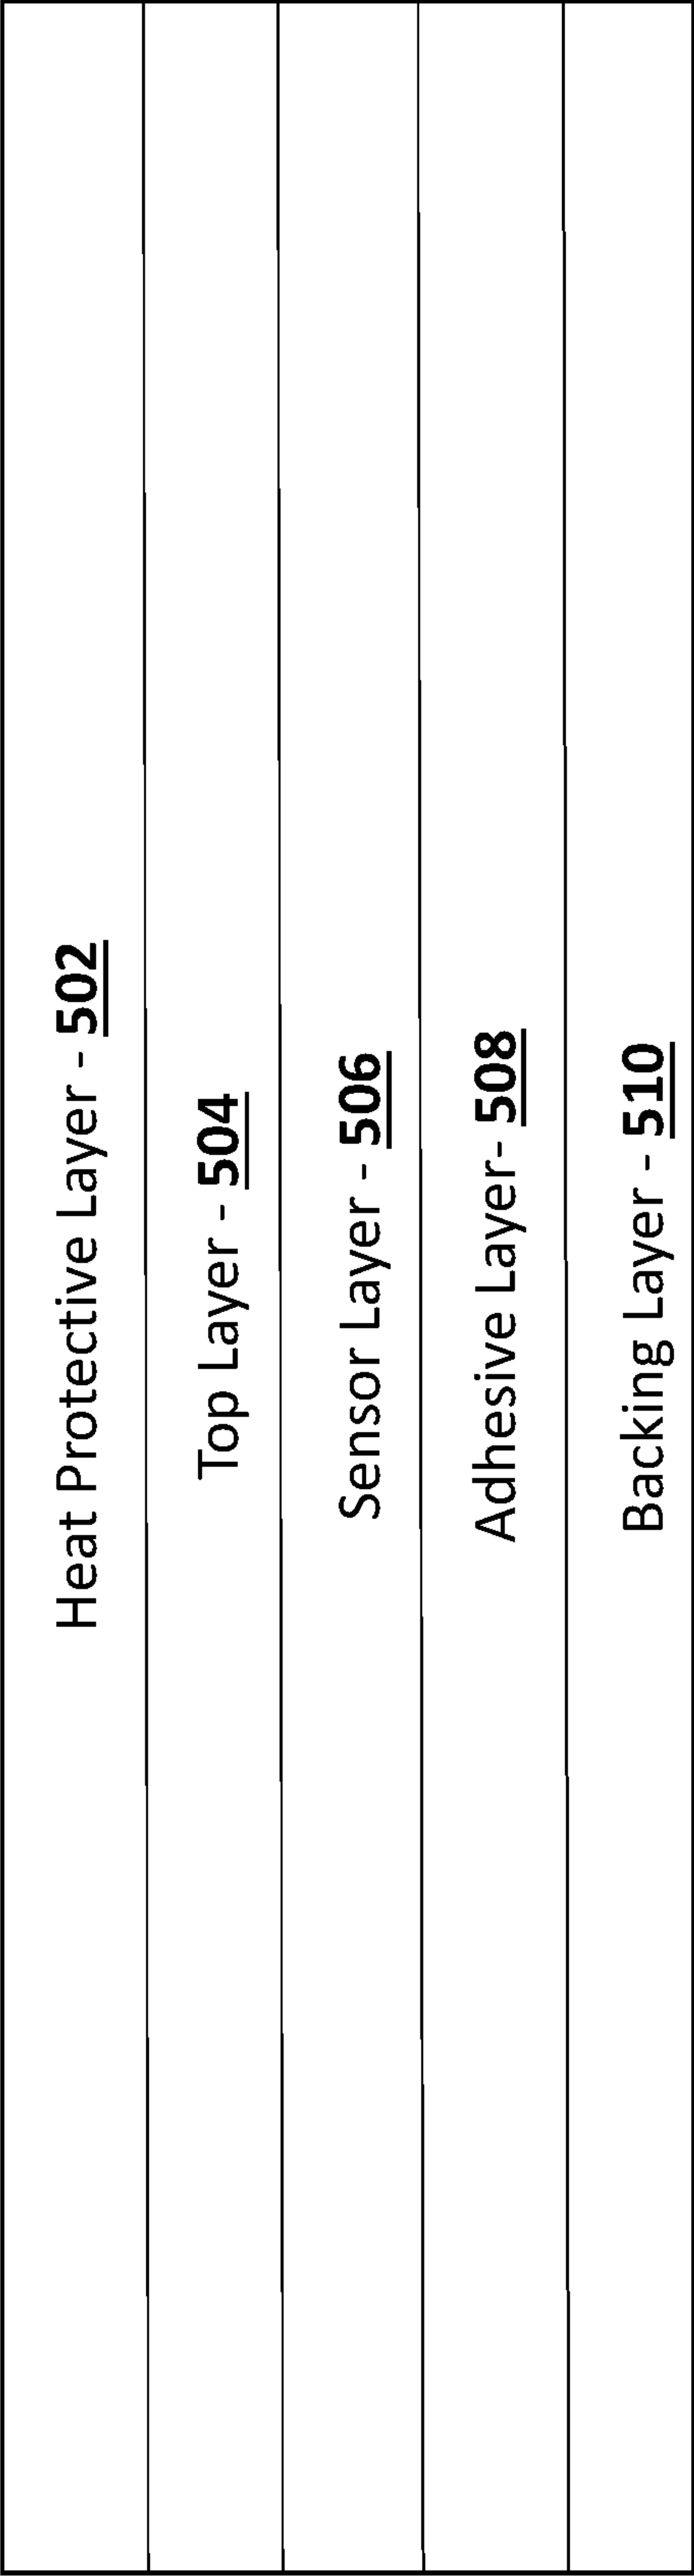 Heat Protective Layer - 502
Top Layer - 504
Sensor Layer - 506
Adhesive Layer- 508
Backing Layer - 510